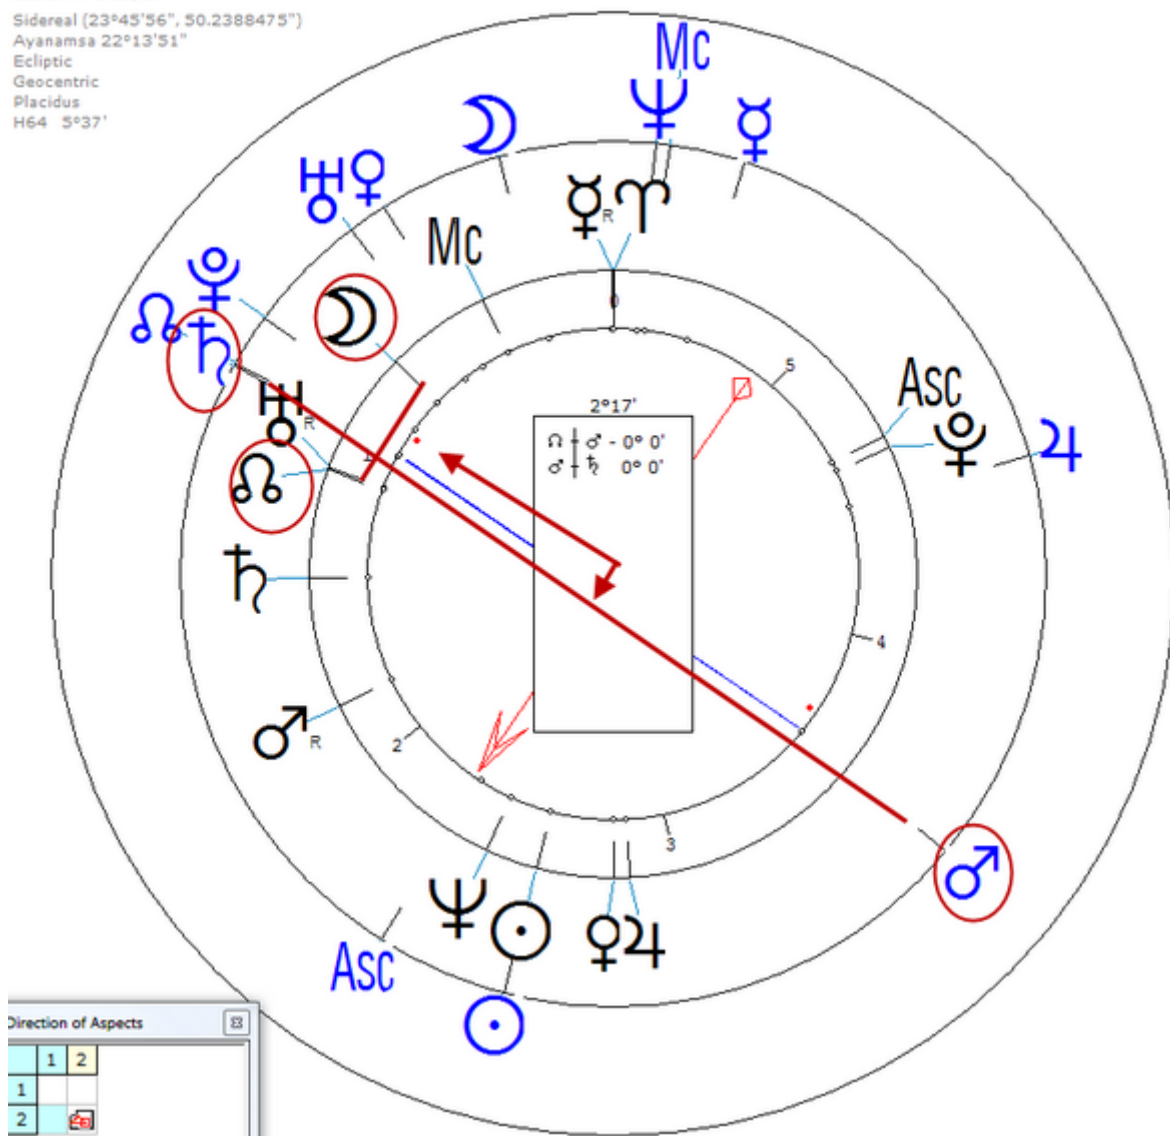 Sidereal (23°45'56", 50.2388475")
Ayanamsa 22°13'51"
Ecliptic
Geocentric
Placidus
H64 5°37'
Mc
Mc
R
0
5
Asc
R
1
2°17'
☊ ♂ - 0° 0'
♂ ♄ 0° 0'
4
R
2
3
Asc
Direction of Aspects
1 2
1
2